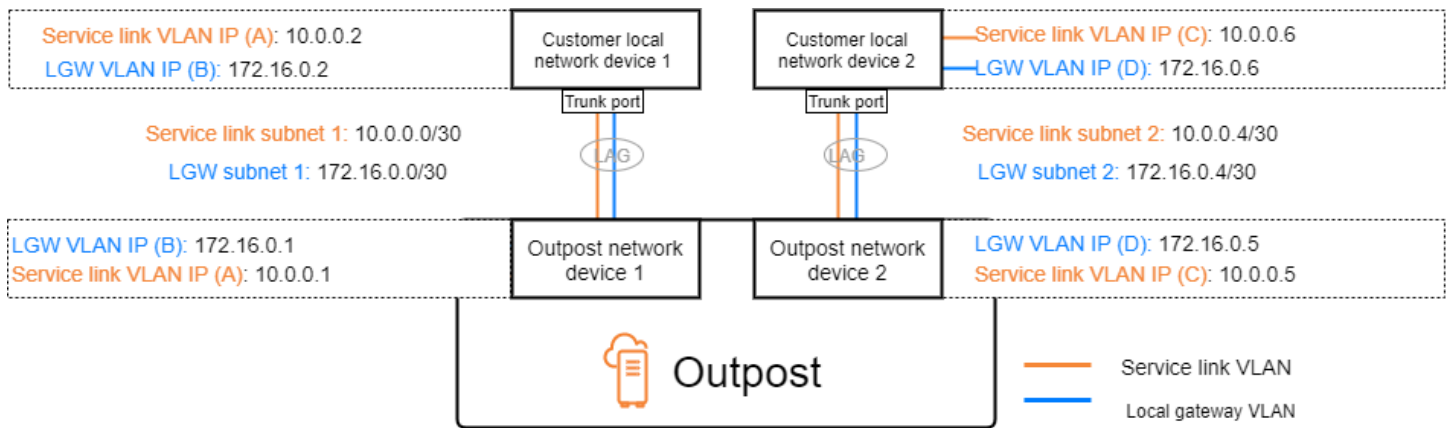 Service link VLAN IP (A): 10.0.0.2
LGW VLAN IP (B): 172.16.0.2
Customer local
network device 1
Trunk port
Customer local
network device 2
Trunk port
Service link VLAN IP (C): 10.0.0.6
LGW VLAN IP (D): 172.16.0.6
Service link subnet 1: 10.0.0.0/30
LGW subnet 1: 172.16.0.0/30
LAG
LAG
Service link subnet 2: 10.0.0.4/30
LGW subnet 2: 172.16.0.4/30
LGW VLAN IP (B): 172.16.0.1
Service link VLAN IP (A): 10.0.0.1
Outpost network
device 1
Outpost network
device 2
LGW VLAN IP (D): 172.16.0.5
Service link VLAN IP (C): 10.0.0.5
Outpost
Service link VLAN
Local gateway VLAN